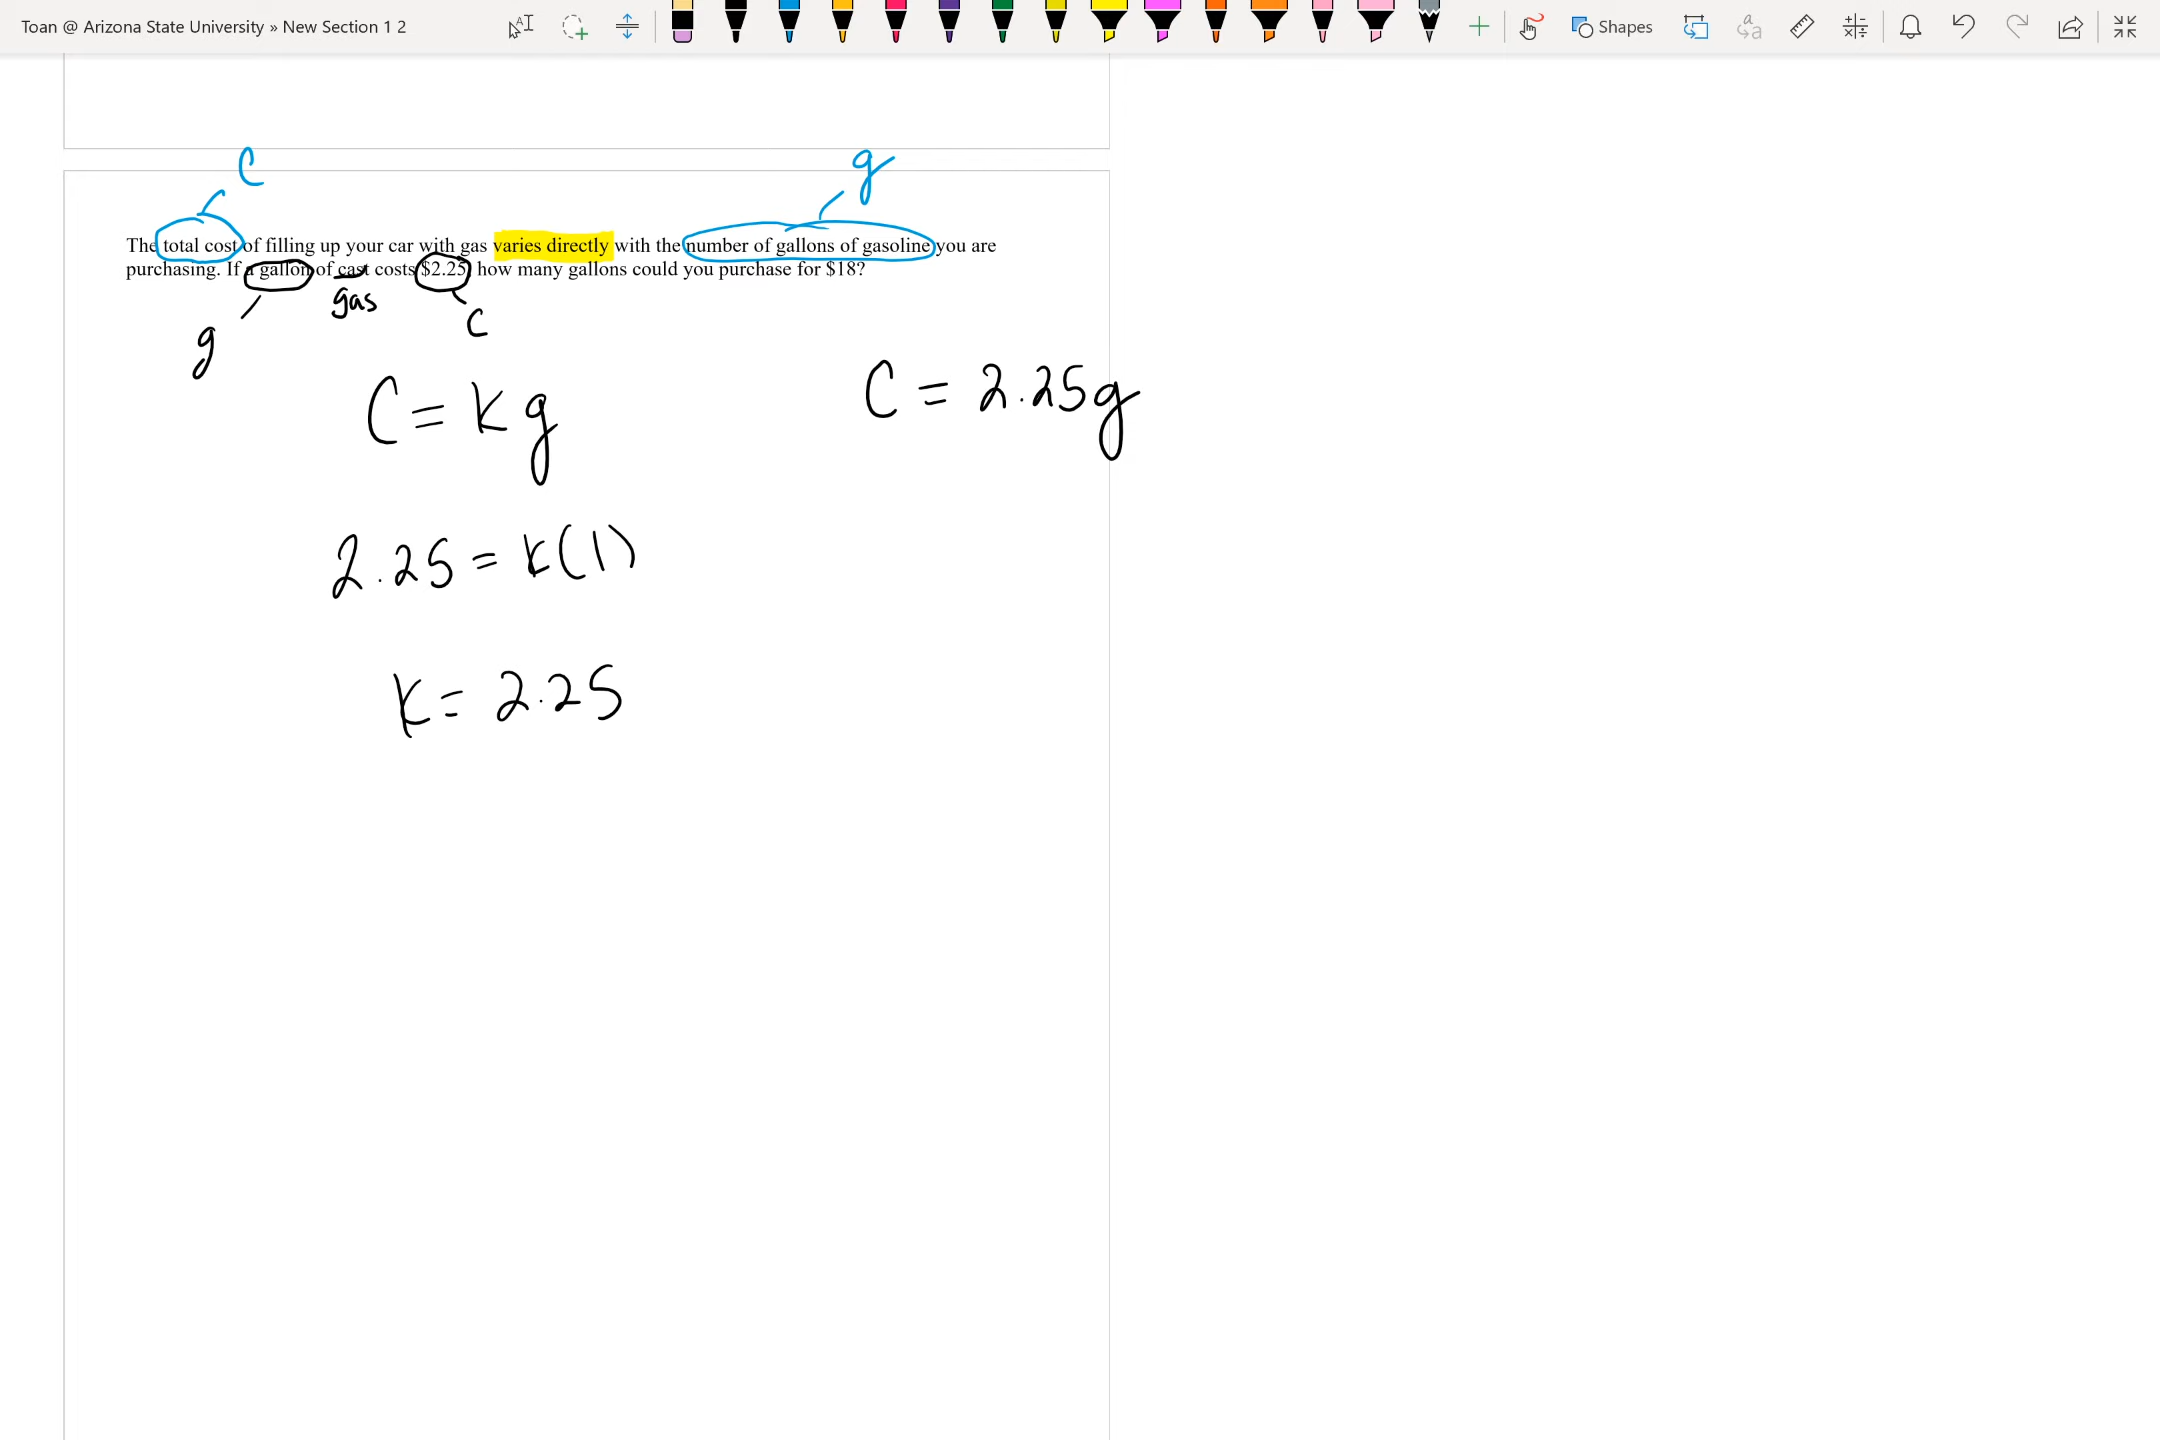 Toan @ Arizona State University » New Section 1 2
Shapes
C
g
The total cost of filling up your car with gas varies directly with the number of gallons of gasoline you are
purchasing. If a gallon of cast costs $2.25, how many gallons could you purchase for $18?
gas
g
C
C = kg
C = 2.25g
2.25 = k(1)
k = 2.25